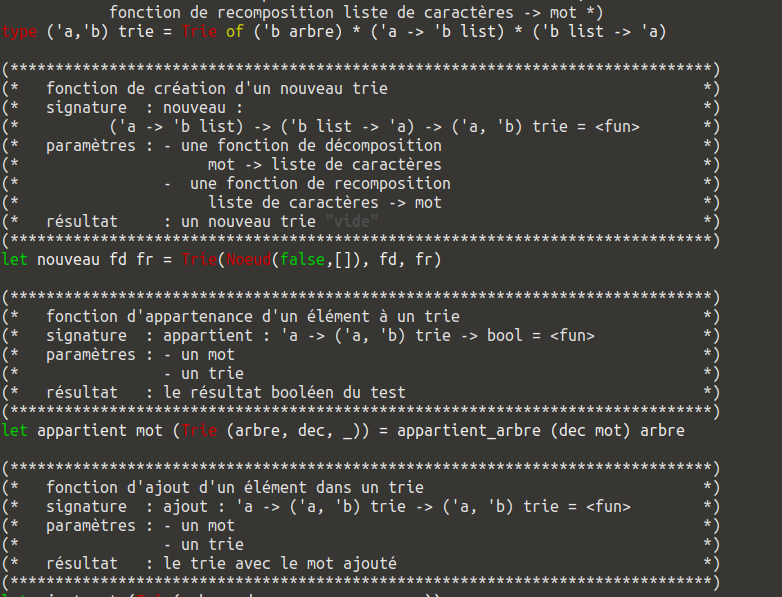 fonction de recomposition liste de caractères -> mot *)
type ('a,'b) trie = Trie of ('b arbre) * ('a -> 'b list) * ('b list -> 'a)
(******************************************************************************)
(*   fonction de création d'un nouveau trie                                   *)
(*   signature  : nouveau :                                                   *)
(*          ('a -> 'b list) -> ('b list -> 'a) -> ('a, 'b) trie = <fun>       *)
(*   paramètres : - une fonction de décomposition                             *)
(*                     mot -> liste de caractères                             *)
(*                -  une fonction de recomposition                            *)
(*                     liste de caractères -> mot                             *)
(*   résultat     : un nouveau trie "vide"                                    *)
(******************************************************************************)
let nouveau fd fr = Trie(Noeud(false,[]), fd, fr)
(******************************************************************************)
(*   fonction d'appartenance d'un élément à un trie                           *)
(*   signature  : appartient : 'a -> ('a, 'b) trie -> bool = <fun>            *)
(*   paramètres : - un mot                                                    *)
(*                - un trie                                                   *)
(*   résultat   : le résultat booléen du test                                 *)
(******************************************************************************)
let appartient mot (Trie (arbre, dec, _)) = appartient_arbre (dec mot) arbre
(******************************************************************************)
(*   fonction d'ajout d'un élément dans un trie                               *)
(*   signature  : ajout : 'a -> ('a, 'b) trie -> ('a, 'b) trie = <fun>        *)
(*   paramètres : - un mot                                                    *)
(*                - un trie                                                   *)
(*   résultat   : le trie avec le mot ajouté                                  *)
(******************************************************************************)